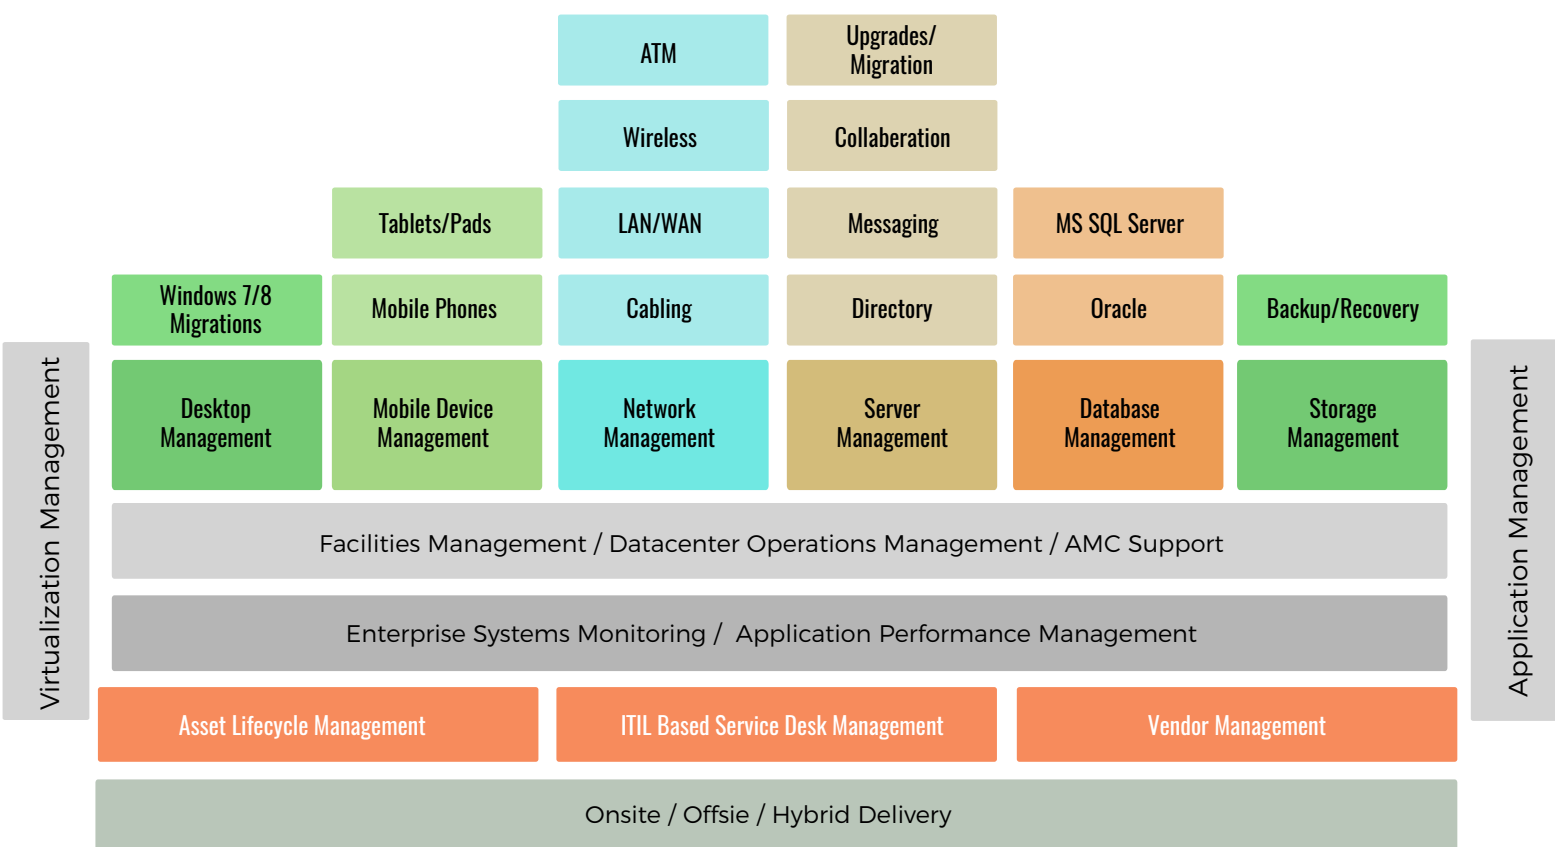 ATM
Upgrades/
Migration
Wireless
Collaberation
Tablets/Pads
LAN/WAN
Messaging
MS SQL Server
Windows 7/8
Migrations
Mobile Phones
Cabling
Directory
Oracle
Backup/Recovery
Virtualization Management
Desktop
Management
Mobile Device
Management
Network
Management
Server
Management
Database
Management
Storage
Management
Application Management
Facilities Management / Datacenter Operations Management / AMC Support
Enterprise Systems Monitoring /  Application Performance Management
Asset Lifecycle Management
ITIL Based Service Desk Management
Vendor Management
Onsite / Offsie / Hybrid Delivery